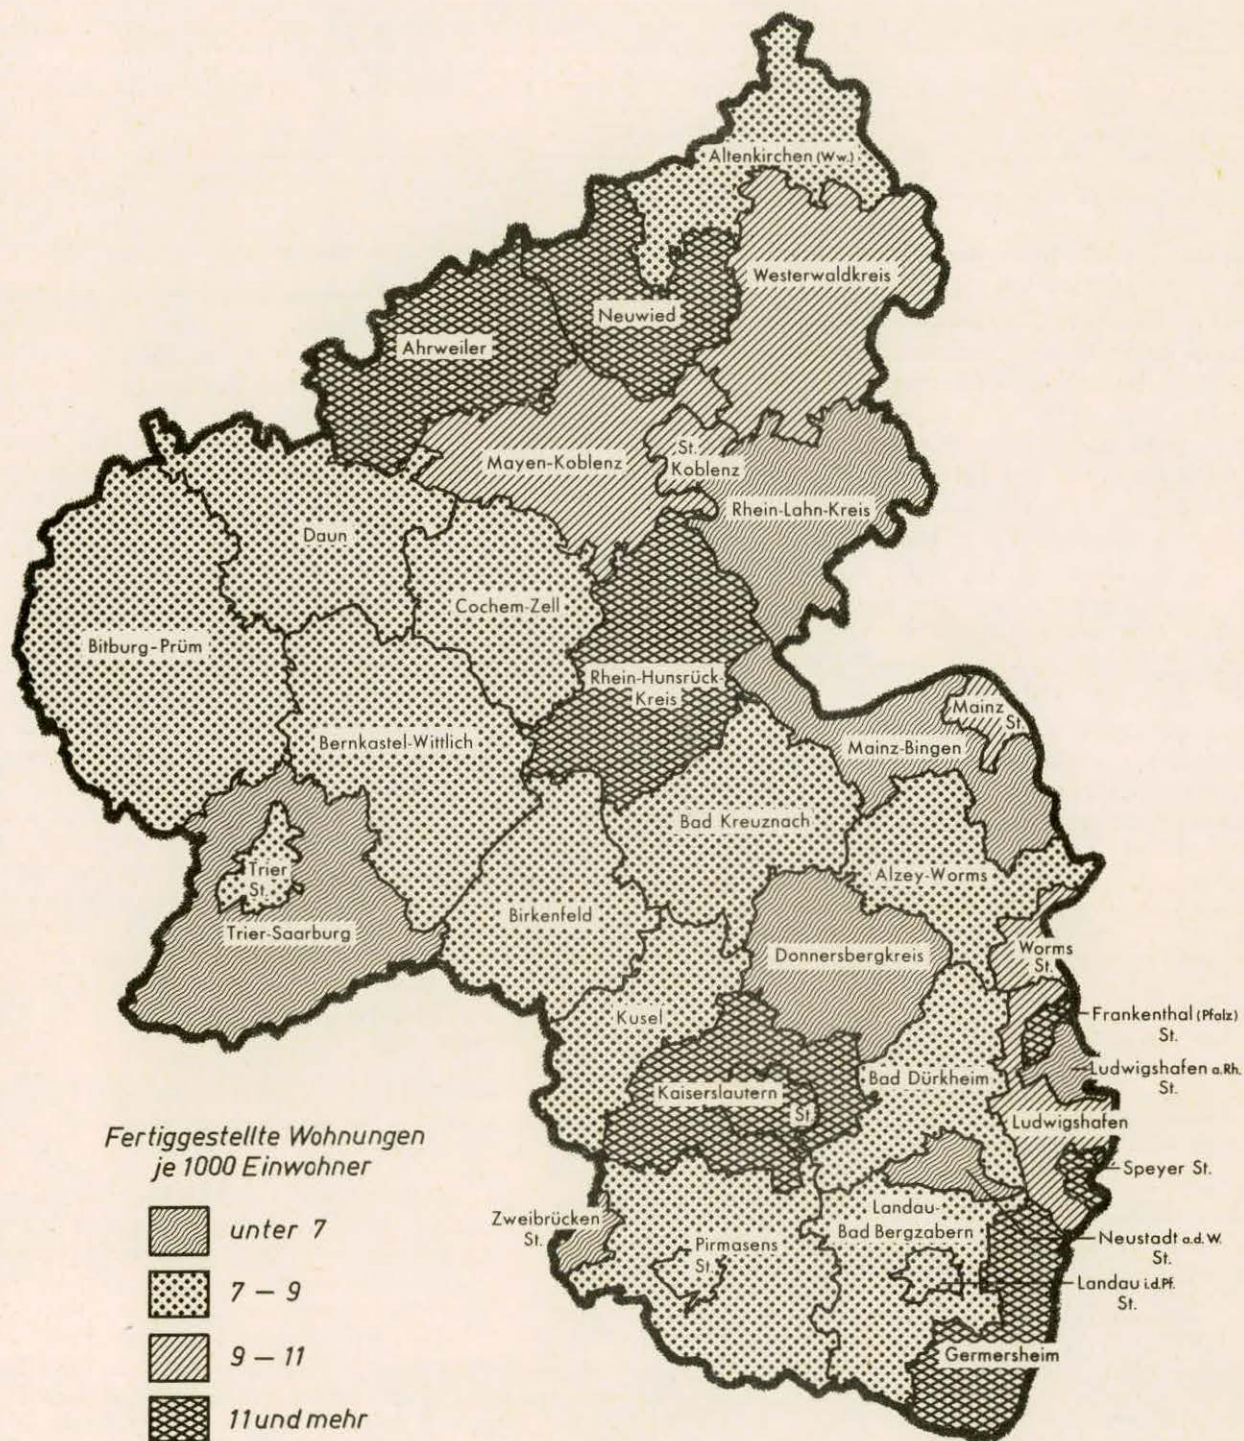 Altenkirchen (Ww.)
Westerwaldkreis
Neuwied
Ahrweiler
Mayen-Koblenz
St.
Koblenz
Rhein-Lahn-Kreis
Daun
Cochem-Zell
Bitburg-Prüm
Rhein-Hunsrück-
Kreis
Mainz
St.
Bernkastel-Wittlich
Mainz-Bingen
Bad Kreuznach
Trier
St.
Alzey-Worms
Birkenfeld
Trier-Saarburg
Donnersbergkreis
Worms
St.
Kusel
Frankenthal (Pfalz)
St.
Ludwigshafen a.Rh.
St.
Bad Dürkheim
Kaiserslautern
St.
Ludwigshafen
Speyer St.
Zweibrücken
St.
Landau-
Bad Bergzabern
Neustadt a.d.W.
St.
Pirmasens
St.
Landau i.d.Pf.
St.
Germersheim
Fertiggestellte Wohnungen
je 1000 Einwohner
unter 7
7 – 9
9 – 11
11 und mehr